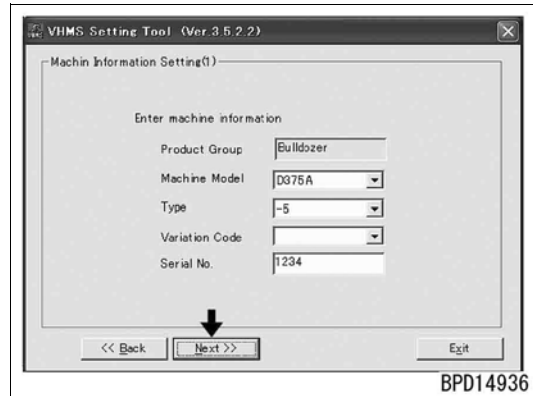 VHMS Setting Tool (Ver.3.5.2.2)
Machin Information Setting(1)
Enter machine information
Product Group Bulldozer
Machine Model D375A
Type -5
Variation Code
Serial No. 1234
<< Back Next >> Exit
BPD14936